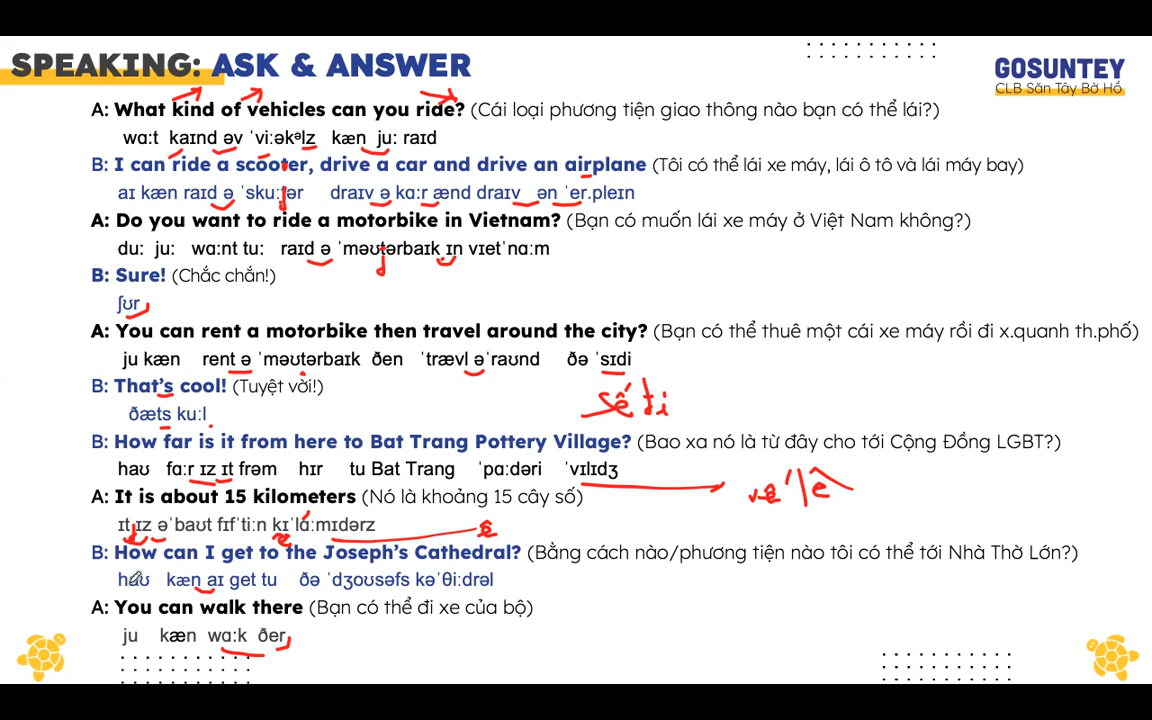 SPEAKING: ASK & ANSWER
GOSUNTEY
CLB Săn Tây Bờ Hồ
A: What kind of vehicles can you ride? (Cái loại phương tiện giao thông nào bạn có thể lái?)
wɑːt kaɪnd əv ˈviːəkᵊlz kæn juː raɪd
B: I can ride a scooter, drive a car and drive an airplane (Tôi có thể lái xe máy, lái ô tô và lái máy bay)
aɪ kæn raɪd ə ˈskuːtər draɪv ə kɑːr ænd draɪv ən ˈer.pleɪn
A: Do you want to ride a motorbike in Vietnam? (Bạn có muốn lái xe máy ở Việt Nam không?)
duː juː wɑːnt tuː raɪd ə ˈməʊtərbaɪk ɪn vɪetˈnɑːm
B: Sure! (Chắc chắn!)
ʃʊr
A: You can rent a motorbike then travel around the city? (Bạn có thể thuê một cái xe máy rồi đi x.quanh th.phố)
ju kæn rent ə ˈməʊtərbaɪk ðen ˈtrævl əˈraʊnd ðə ˈsɪdi
B: That’s cool! (Tuyệt vời!)
ðæts kuːl
sê´ đi
B: How far is it from here to Bat Trang Pottery Village? (Bao xa nó là từ đây cho tới Cộng Đồng LGBT?)
haʊ fɑːr ɪz ɪt frəm hɪr tu Bat Trang ˈpɑːdəri ˈvɪlɪdʒ
A: It is about 15 kilometers (Nó là khoảng 15 cây số)
ɪt ɪz əˈbaʊt fɪfˈtiːn kɪˈlɑːmɪdərz
ê
B: How can I get to the Joseph’s Cathedral? (Bằng cách nào/phương tiện nào tôi có thể tới Nhà Thờ Lớn?)
haʊ kæn aɪ get tu ðə ˈdʒoʊsəfs kəˈθiːdrəl
A: You can walk there (Bạn có thể đi xe của bộ)
ju kæn wɑːk ðer